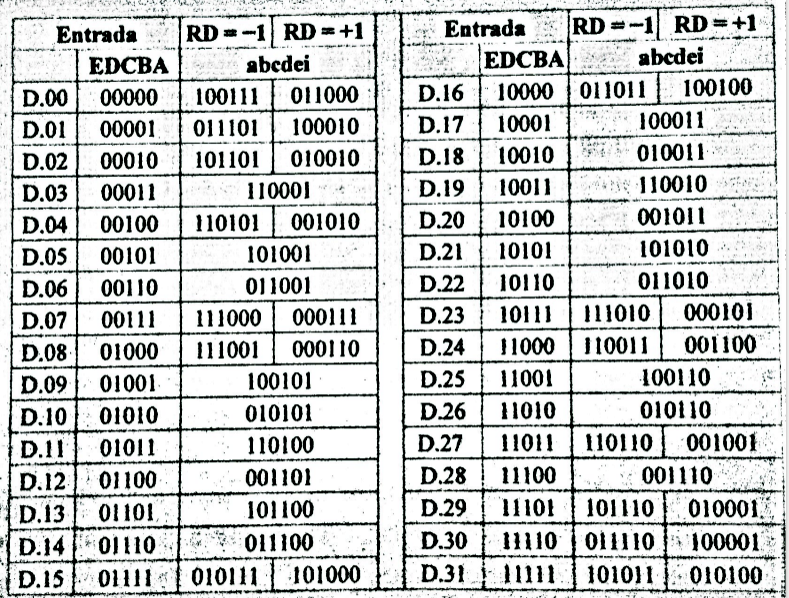 Entrada RD = −1 RD = +1
EDCBA abcdei
D.00 00000 100111 011000
D.01 00001 011101 100010
D.02 00010 101101 010010
D.03 00011 110001
D.04 00100 110101 001010
D.05 00101 101001
D.06 00110 011001
D.07 00111 111000 000111
D.08 01000 111001 000110
D.09 01001 100101
D.10 01010 010101
D.11 01011 110100
D.12 01100 001101
D.13 01101 101100
D.14 01110 011100
D.15 01111 010111 101000
Entrada RD = −1 RD = +1
EDCBA abcdei
D.16 10000 011011 100100
D.17 10001 100011
D.18 10010 010011
D.19 10011 110010
D.20 10100 001011
D.21 10101 101010
D.22 10110 011010
D.23 10111 111010 000101
D.24 11000 110011 001100
D.25 11001 100110
D.26 11010 010110
D.27 11011 110110 001001
D.28 11100 001110
D.29 11101 101110 010001
D.30 11110 011110 100001
D.31 11111 101011 010100